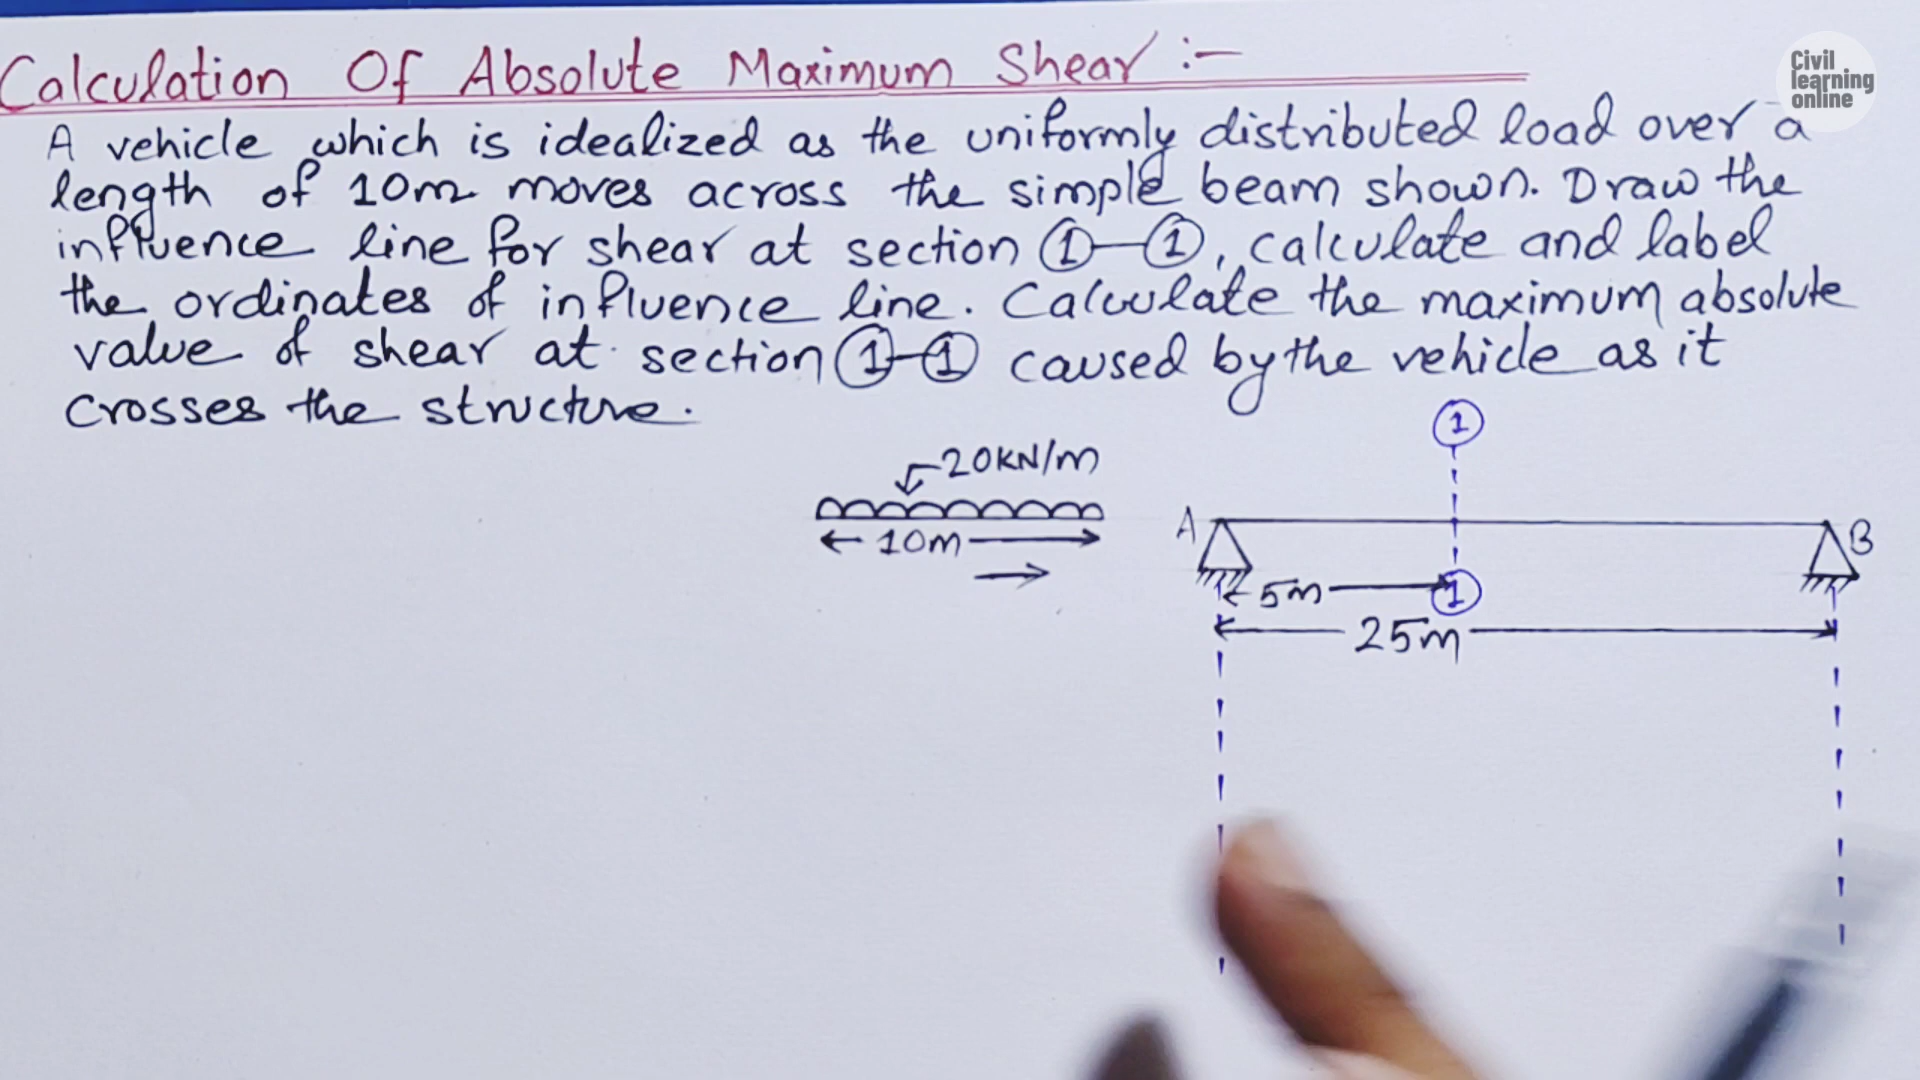 Calculation Of Absolute Maximum Shear :-
Civil learning online
A vehicle which is idealized as the uniformly distributed load over a
length of 10m moves across the simple beam shown. Draw the
influence line for shear at section 1—1, calculate and label
the ordinates of influence line. Calculate the maximum absolute
value of shear at section 1-1 caused by the vehicle as it
crosses the structure.
1
20KN/m
A
B
10m
5m
1
25m